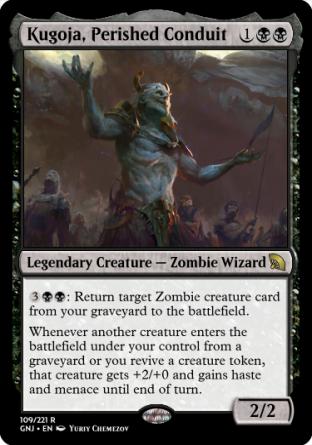 Kugoja, Perished Conduit 1
Legendary Creature — Zombie Wizard
3: Return target Zombie creature card
from your graveyard to the battlefield.
Whenever another creature enters the
battlefield under your control from a
graveyard or you revive a creature token,
that creature gets +2/+0 and gains haste
and menace until end of turn.
2/2
109/221 R
GNJ • EN Yuriy Chemezov